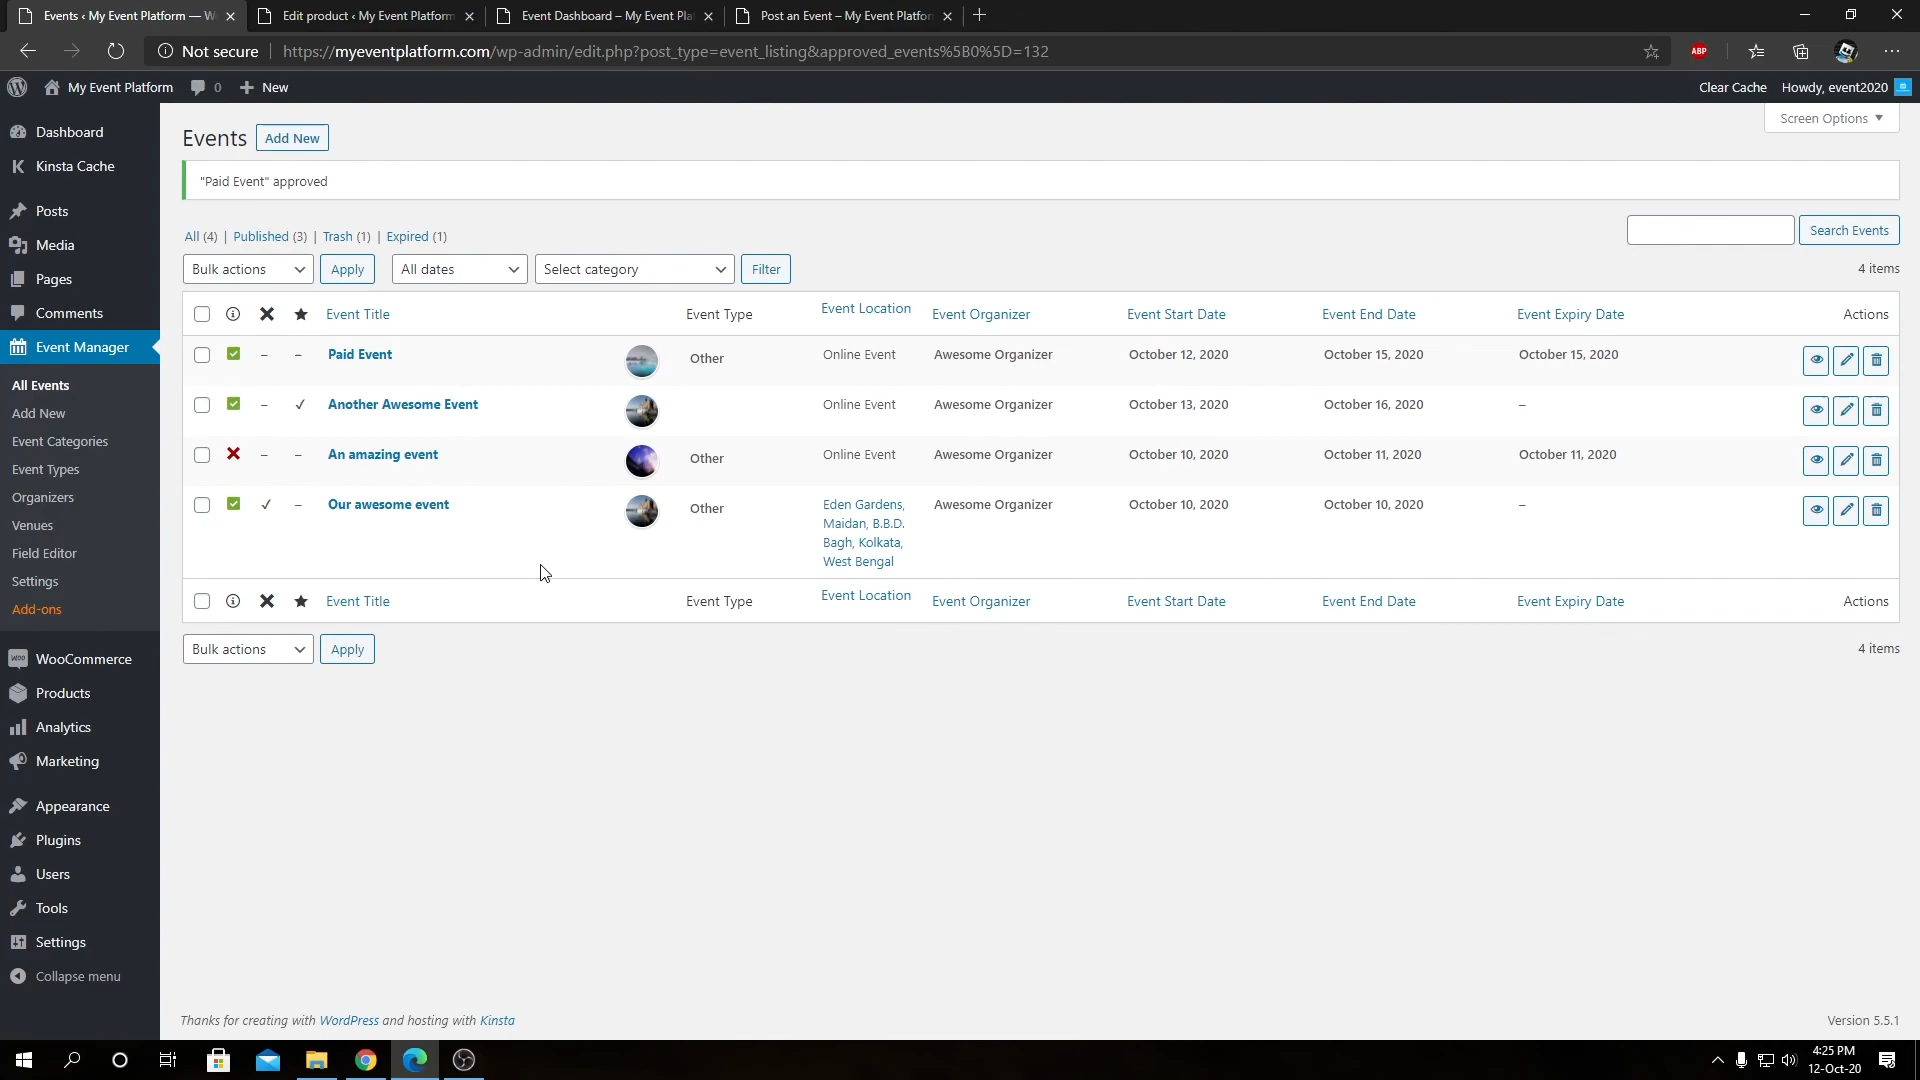 Events ‹ My Event Platform — W
Edit product ‹ My Event Platform
Event Dashboard – My Event Pla
Post an Event – My Event Platfor
Not secure
https://myeventplatform.com/wp-admin/edit.php?post_type=event_listing&approved_events%5B0%5D=132
ABP
My Event Platform
0
New
Clear Cache
Howdy, event2020
Dashboard
Kinsta Cache
Posts
Media
Pages
Comments
Event Manager
All Events
Add New
Event Categories
Event Types
Organizers
Venues
Field Editor
Settings
Add-ons
WooCommerce
Products
Analytics
Marketing
Appearance
Plugins
Users
Tools
Settings
Collapse menu
Screen Options
Events
Add New
"Paid Event" approved
All (4) | Published (3) | Trash (1) | Expired (1)
Search Events
Bulk actions
Apply
All dates
Select category
Filter
4 items
Event Title Event Type Event Location Event Organizer Event Start Date Event End Date Event Expiry Date Actions
– – Paid Event Other Online Event Awesome Organizer October 12, 2020 October 15, 2020 October 15, 2020
– Another Awesome Event Online Event Awesome Organizer October 13, 2020 October 16, 2020 –
– – An amazing event Other Online Event Awesome Organizer October 10, 2020 October 11, 2020 October 11, 2020
– Our awesome event Other Eden Gardens, Awesome Organizer October 10, 2020 October 10, 2020 –
Maidan, B.B.D.
Bagh, Kolkata,
West Bengal
Event Title Event Type Event Location Event Organizer Event Start Date Event End Date Event Expiry Date Actions
Bulk actions
Apply
4 items
Thanks for creating with WordPress and hosting with Kinsta
Version 5.5.1
4:25 PM
12-Oct-20